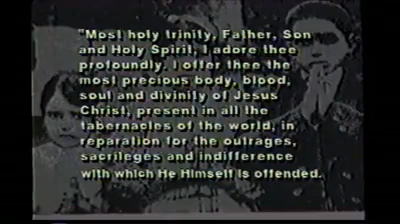 "Most holy trinity, Father, Son
and Holy Spirit, I adore thee
profoundly. I offer thee the
most precious body, blood,
soul and divinity of Jesus
Christ, present in all the
tabernacles of the world, in
reparation for the outrages,
sacrileges and indifference
with which He Himself is offended.